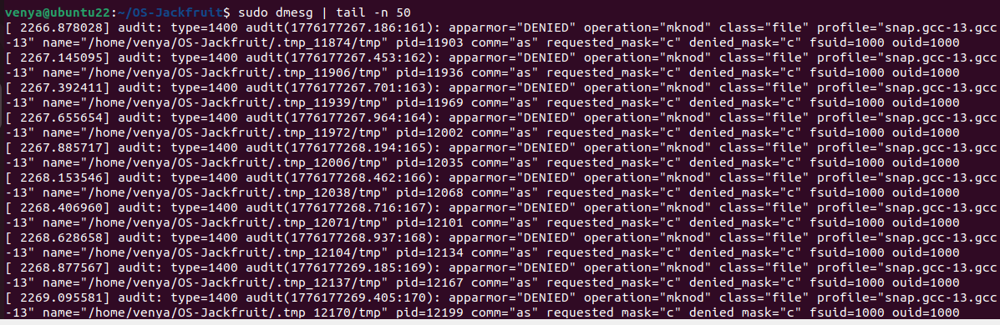 venya@ubuntu22:~/OS-Jackfruit$ sudo dmesg | tail -n 50
[ 2266.878028] audit: type=1400 audit(1776177267.186:161): apparmor="DENIED" operation="mknod" class="file" profile="snap.gcc-13.gcc
-13" name="/home/venya/OS-Jackfruit/.tmp_11874/tmp" pid=11903 comm="as" requested_mask="c" denied_mask="c" fsuid=1000 ouid=1000
[ 2267.145095] audit: type=1400 audit(1776177267.453:162): apparmor="DENIED" operation="mknod" class="file" profile="snap.gcc-13.gcc
-13" name="/home/venya/OS-Jackfruit/.tmp_11906/tmp" pid=11936 comm="as" requested_mask="c" denied_mask="c" fsuid=1000 ouid=1000
[ 2267.392411] audit: type=1400 audit(1776177267.701:163): apparmor="DENIED" operation="mknod" class="file" profile="snap.gcc-13.gcc
-13" name="/home/venya/OS-Jackfruit/.tmp_11939/tmp" pid=11969 comm="as" requested_mask="c" denied_mask="c" fsuid=1000 ouid=1000
[ 2267.655654] audit: type=1400 audit(1776177267.964:164): apparmor="DENIED" operation="mknod" class="file" profile="snap.gcc-13.gcc
-13" name="/home/venya/OS-Jackfruit/.tmp_11972/tmp" pid=12002 comm="as" requested_mask="c" denied_mask="c" fsuid=1000 ouid=1000
[ 2267.885717] audit: type=1400 audit(1776177268.194:165): apparmor="DENIED" operation="mknod" class="file" profile="snap.gcc-13.gcc
-13" name="/home/venya/OS-Jackfruit/.tmp_12006/tmp" pid=12035 comm="as" requested_mask="c" denied_mask="c" fsuid=1000 ouid=1000
[ 2268.153546] audit: type=1400 audit(1776177268.462:166): apparmor="DENIED" operation="mknod" class="file" profile="snap.gcc-13.gcc
-13" name="/home/venya/OS-Jackfruit/.tmp_12038/tmp" pid=12068 comm="as" requested_mask="c" denied_mask="c" fsuid=1000 ouid=1000
[ 2268.406960] audit: type=1400 audit(1776177268.716:167): apparmor="DENIED" operation="mknod" class="file" profile="snap.gcc-13.gcc
-13" name="/home/venya/OS-Jackfruit/.tmp_12071/tmp" pid=12101 comm="as" requested_mask="c" denied_mask="c" fsuid=1000 ouid=1000
[ 2268.628658] audit: type=1400 audit(1776177268.937:168): apparmor="DENIED" operation="mknod" class="file" profile="snap.gcc-13.gcc
-13" name="/home/venya/OS-Jackfruit/.tmp_12104/tmp" pid=12134 comm="as" requested_mask="c" denied_mask="c" fsuid=1000 ouid=1000
[ 2268.877567] audit: type=1400 audit(1776177269.185:169): apparmor="DENIED" operation="mknod" class="file" profile="snap.gcc-13.gcc
-13" name="/home/venya/OS-Jackfruit/.tmp_12137/tmp" pid=12167 comm="as" requested_mask="c" denied_mask="c" fsuid=1000 ouid=1000
[ 2269.095581] audit: type=1400 audit(1776177269.405:170): apparmor="DENIED" operation="mknod" class="file" profile="snap.gcc-13.gcc
-13" name="/home/venya/OS-Jackfruit/.tmp_12170/tmp" pid=12199 comm="as" requested_mask="c" denied_mask="c" fsuid=1000 ouid=1000